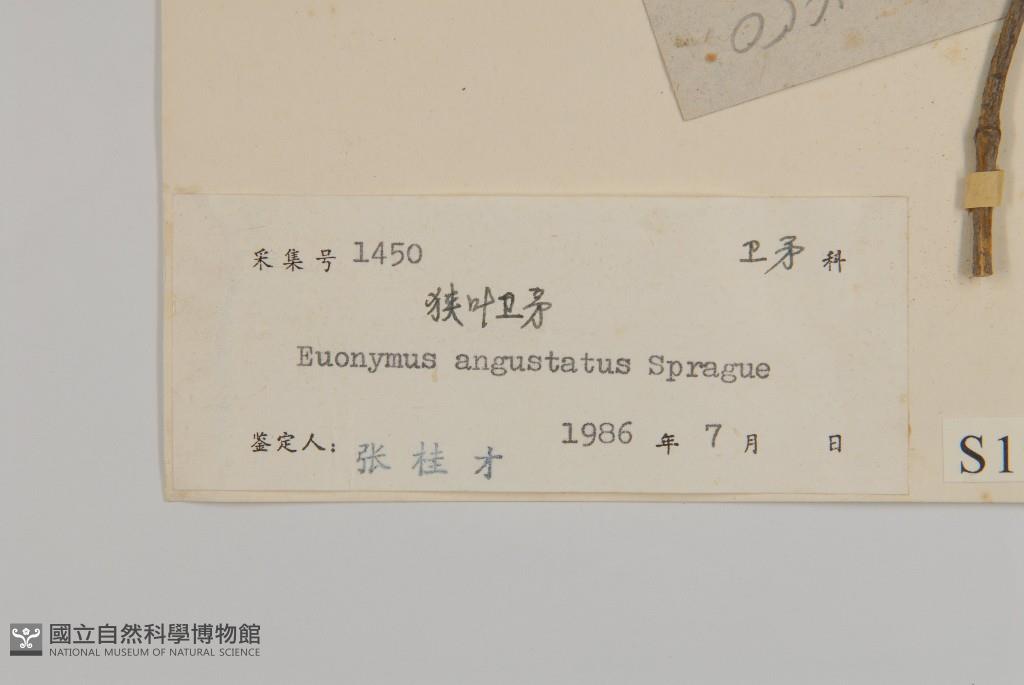 采集号 1450 卫矛 科
狭叶卫矛
Euonymus angustatus Sprague
鉴定人: 张桂才 1986 年 7 月 日
S1
國立自然科學博物館
NATIONAL MUSEUM OF NATURAL SCIENCE